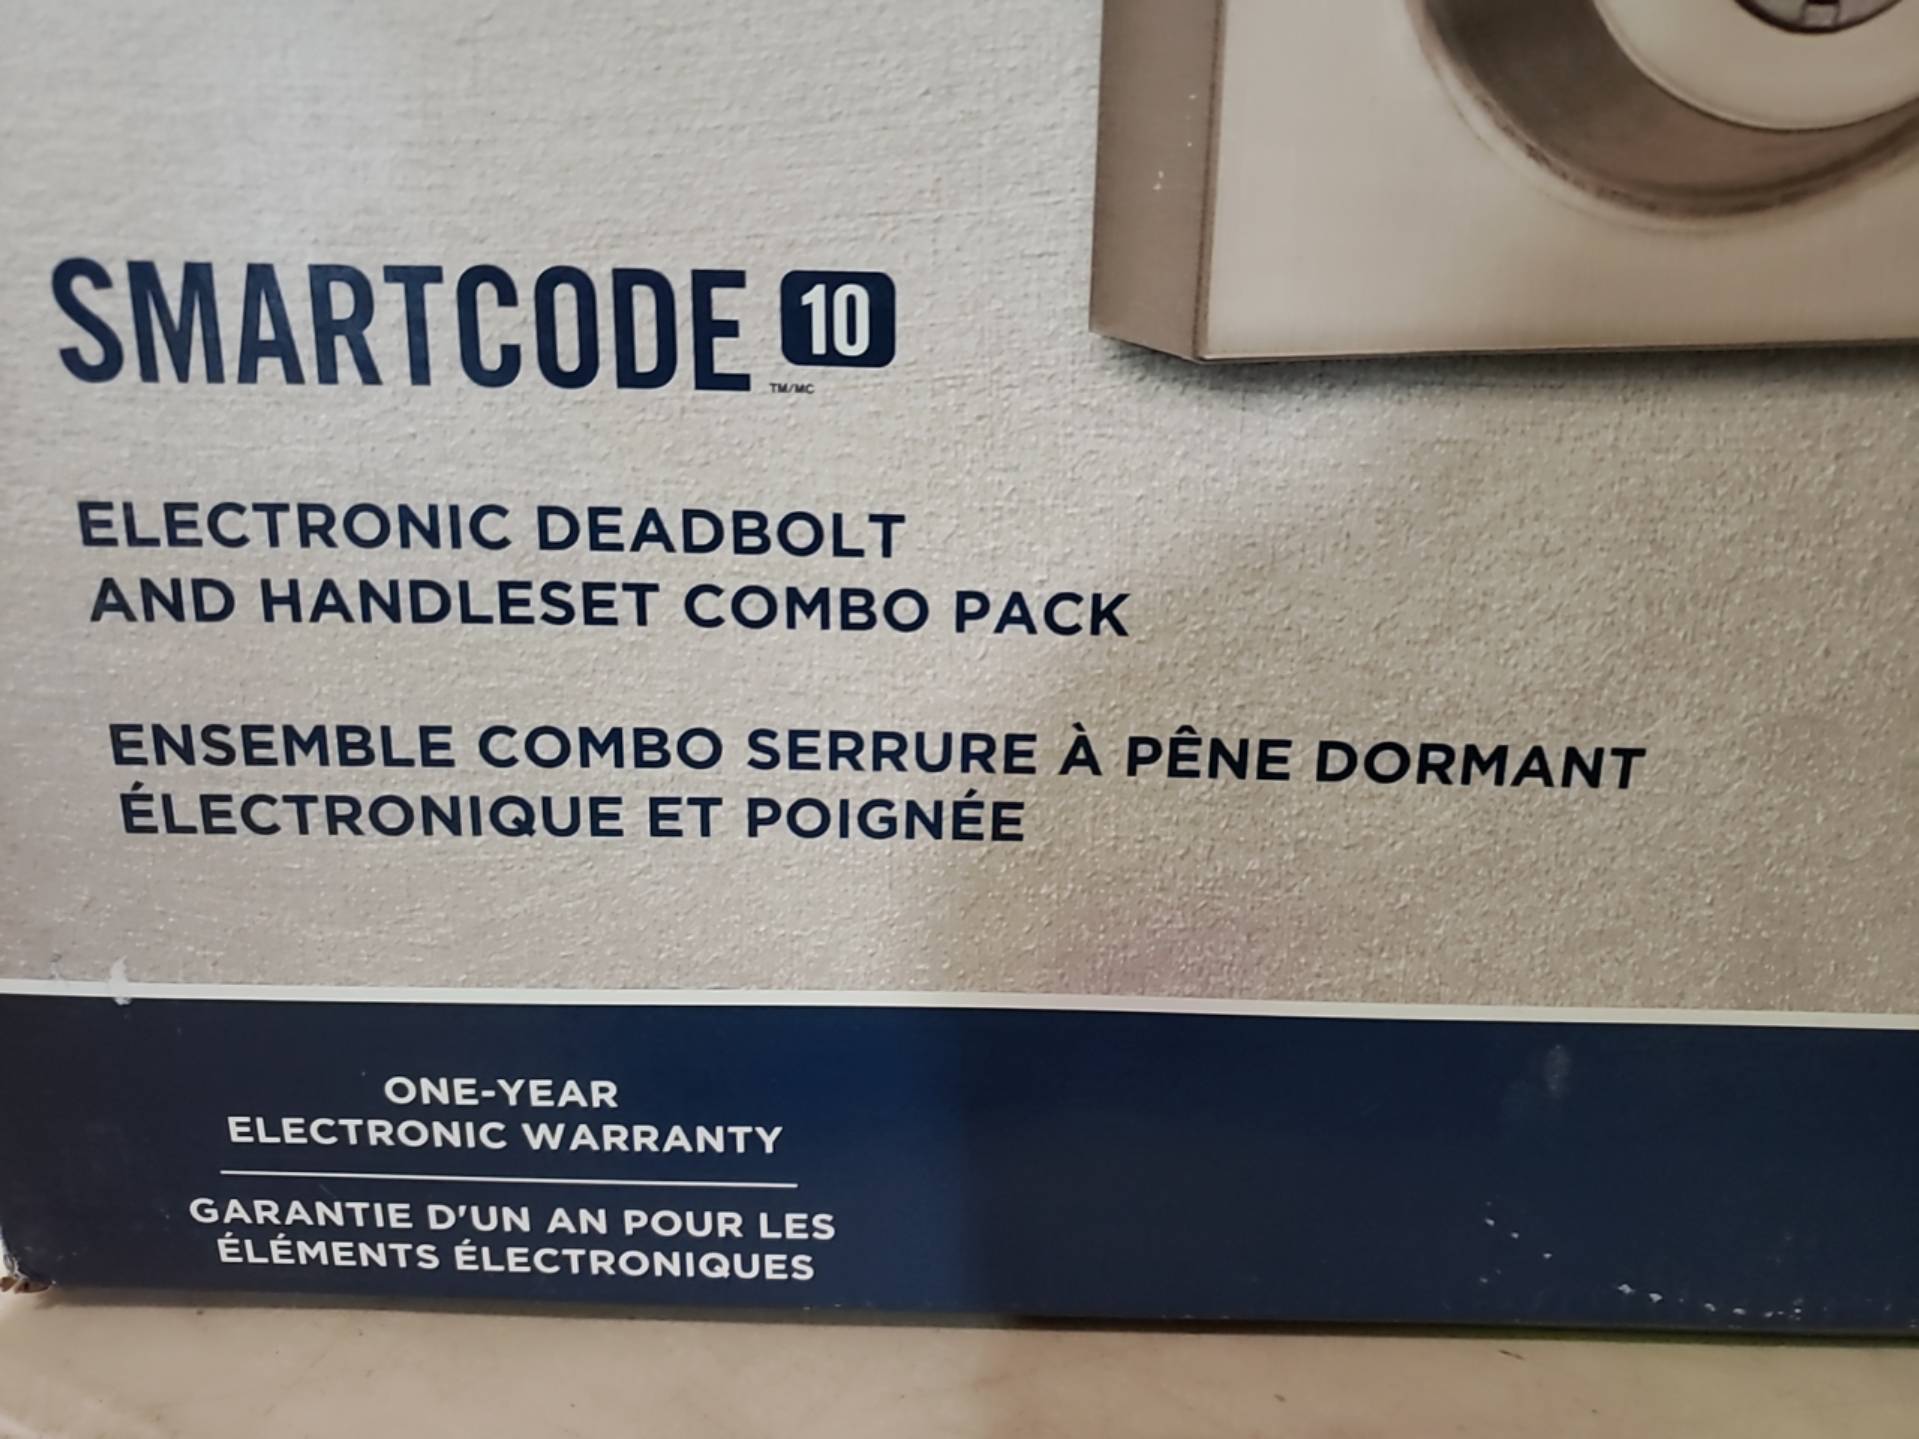 SMARTCODE 10
TM/MC
ELECTRONIC DEADBOLT
AND HANDLESET COMBO PACK
ENSEMBLE COMBO SERRURE À PÊNE DORMANT
ÉLECTRONIQUE ET POIGNÉE
ONE-YEAR
ELECTRONIC WARRANTY
GARANTIE D'UN AN POUR LES
ÉLÉMENTS ÉLECTRONIQUES